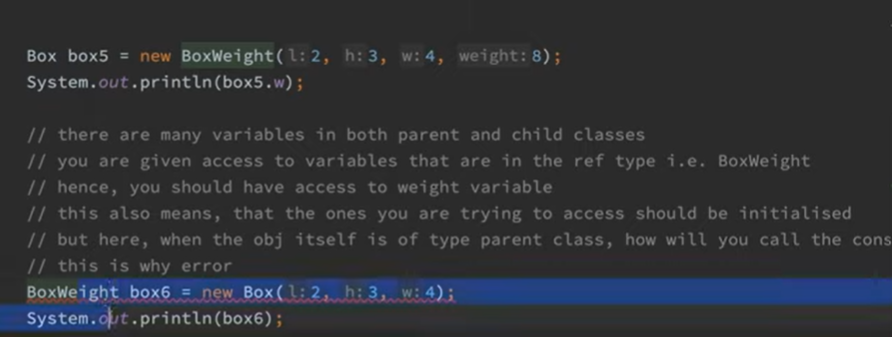 Box box5 = new BoxWeight( l: 2, h: 3, w: 4, weight: 8);
System.out.println(box5.w);
// there are many variables in both parent and child classes
// you are given access to variables that are in the ref type i.e. BoxWeight
// hence, you should have access to weight variable
// this also means, that the ones you are trying to access should be initialised
// but here, when the obj itself is of type parent class, how will you call the cons
// this is why error
BoxWeight box6 = new Box( l: 2, h: 3, w: 4);
System.out.println(box6);